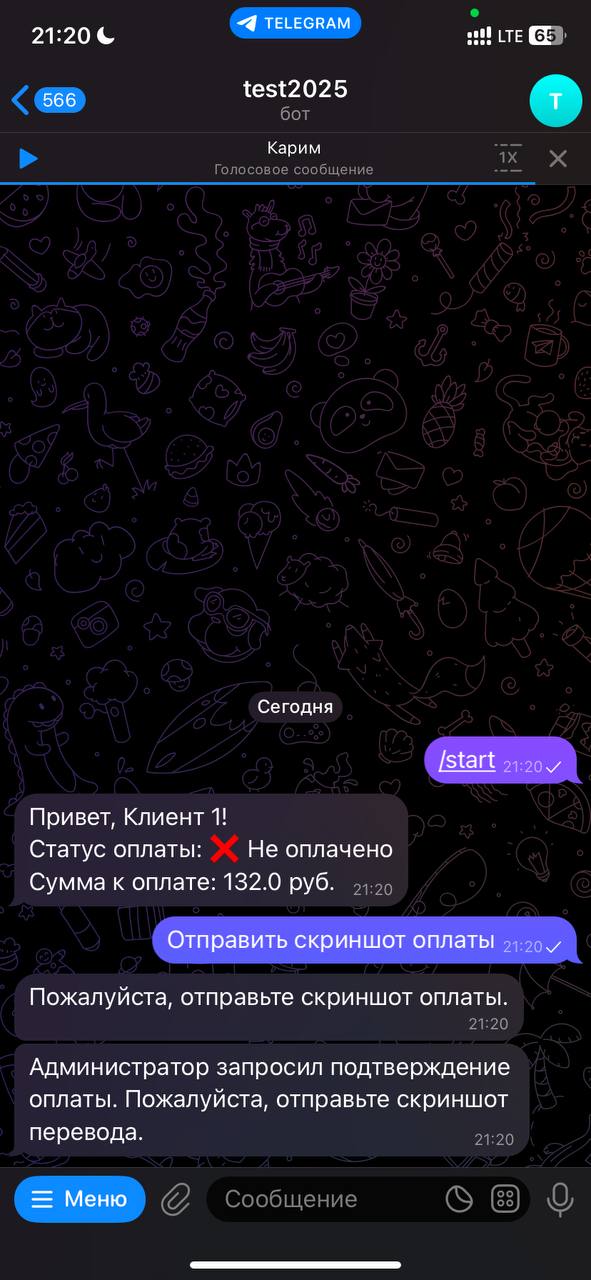 21:20
TELEGRAM
LTE 65
566
test2025
бот
T
Карим
Голосовое сообщение
1X
Сегодня
/start 21:20
Привет, Клиент 1!
Статус оплаты: ❌ Не оплачено
Сумма к оплате: 132.0 руб. 21:20
Отправить скриншот оплаты 21:20
Пожалуйста, отправьте скриншот оплаты.
21:20
Администратор запросил подтверждение
оплаты. Пожалуйста, отправьте скриншот
перевода. 21:20
Меню
Сообщение